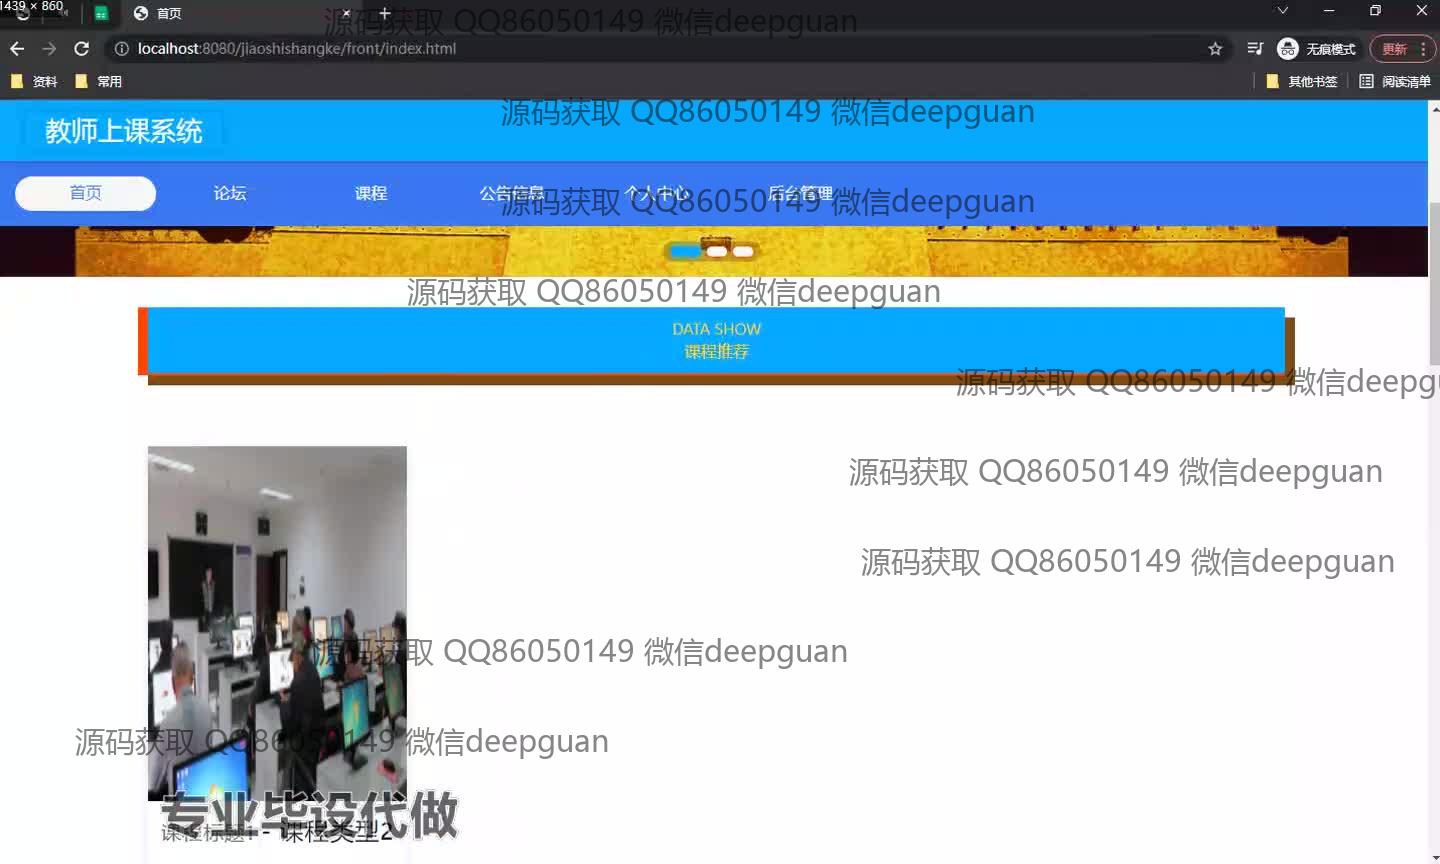 1439 × 860
首页
源码获取 QQ86050149 微信deepguan
localhost:8080/jiaoshishangke/front/index.html
无痕模式
更新
资料 常用
其他书签 阅读清单
源码获取 QQ86050149 微信deepguan
教师上课系统
首页 论坛 课程 公告信息 个人中心 后台管理
源码获取 QQ86050149 微信deepguan
源码获取 QQ86050149 微信deepguan
DATA SHOW
课程推荐
源码获取 QQ86050149 微信deepgu
源码获取 QQ86050149 微信deepguan
源码获取 QQ86050149 微信deepguan
源码获取 QQ86050149 微信deepguan
源码获取 QQ86050149 微信deepguan
专业毕设代做
课程标题1 - 课程类型2